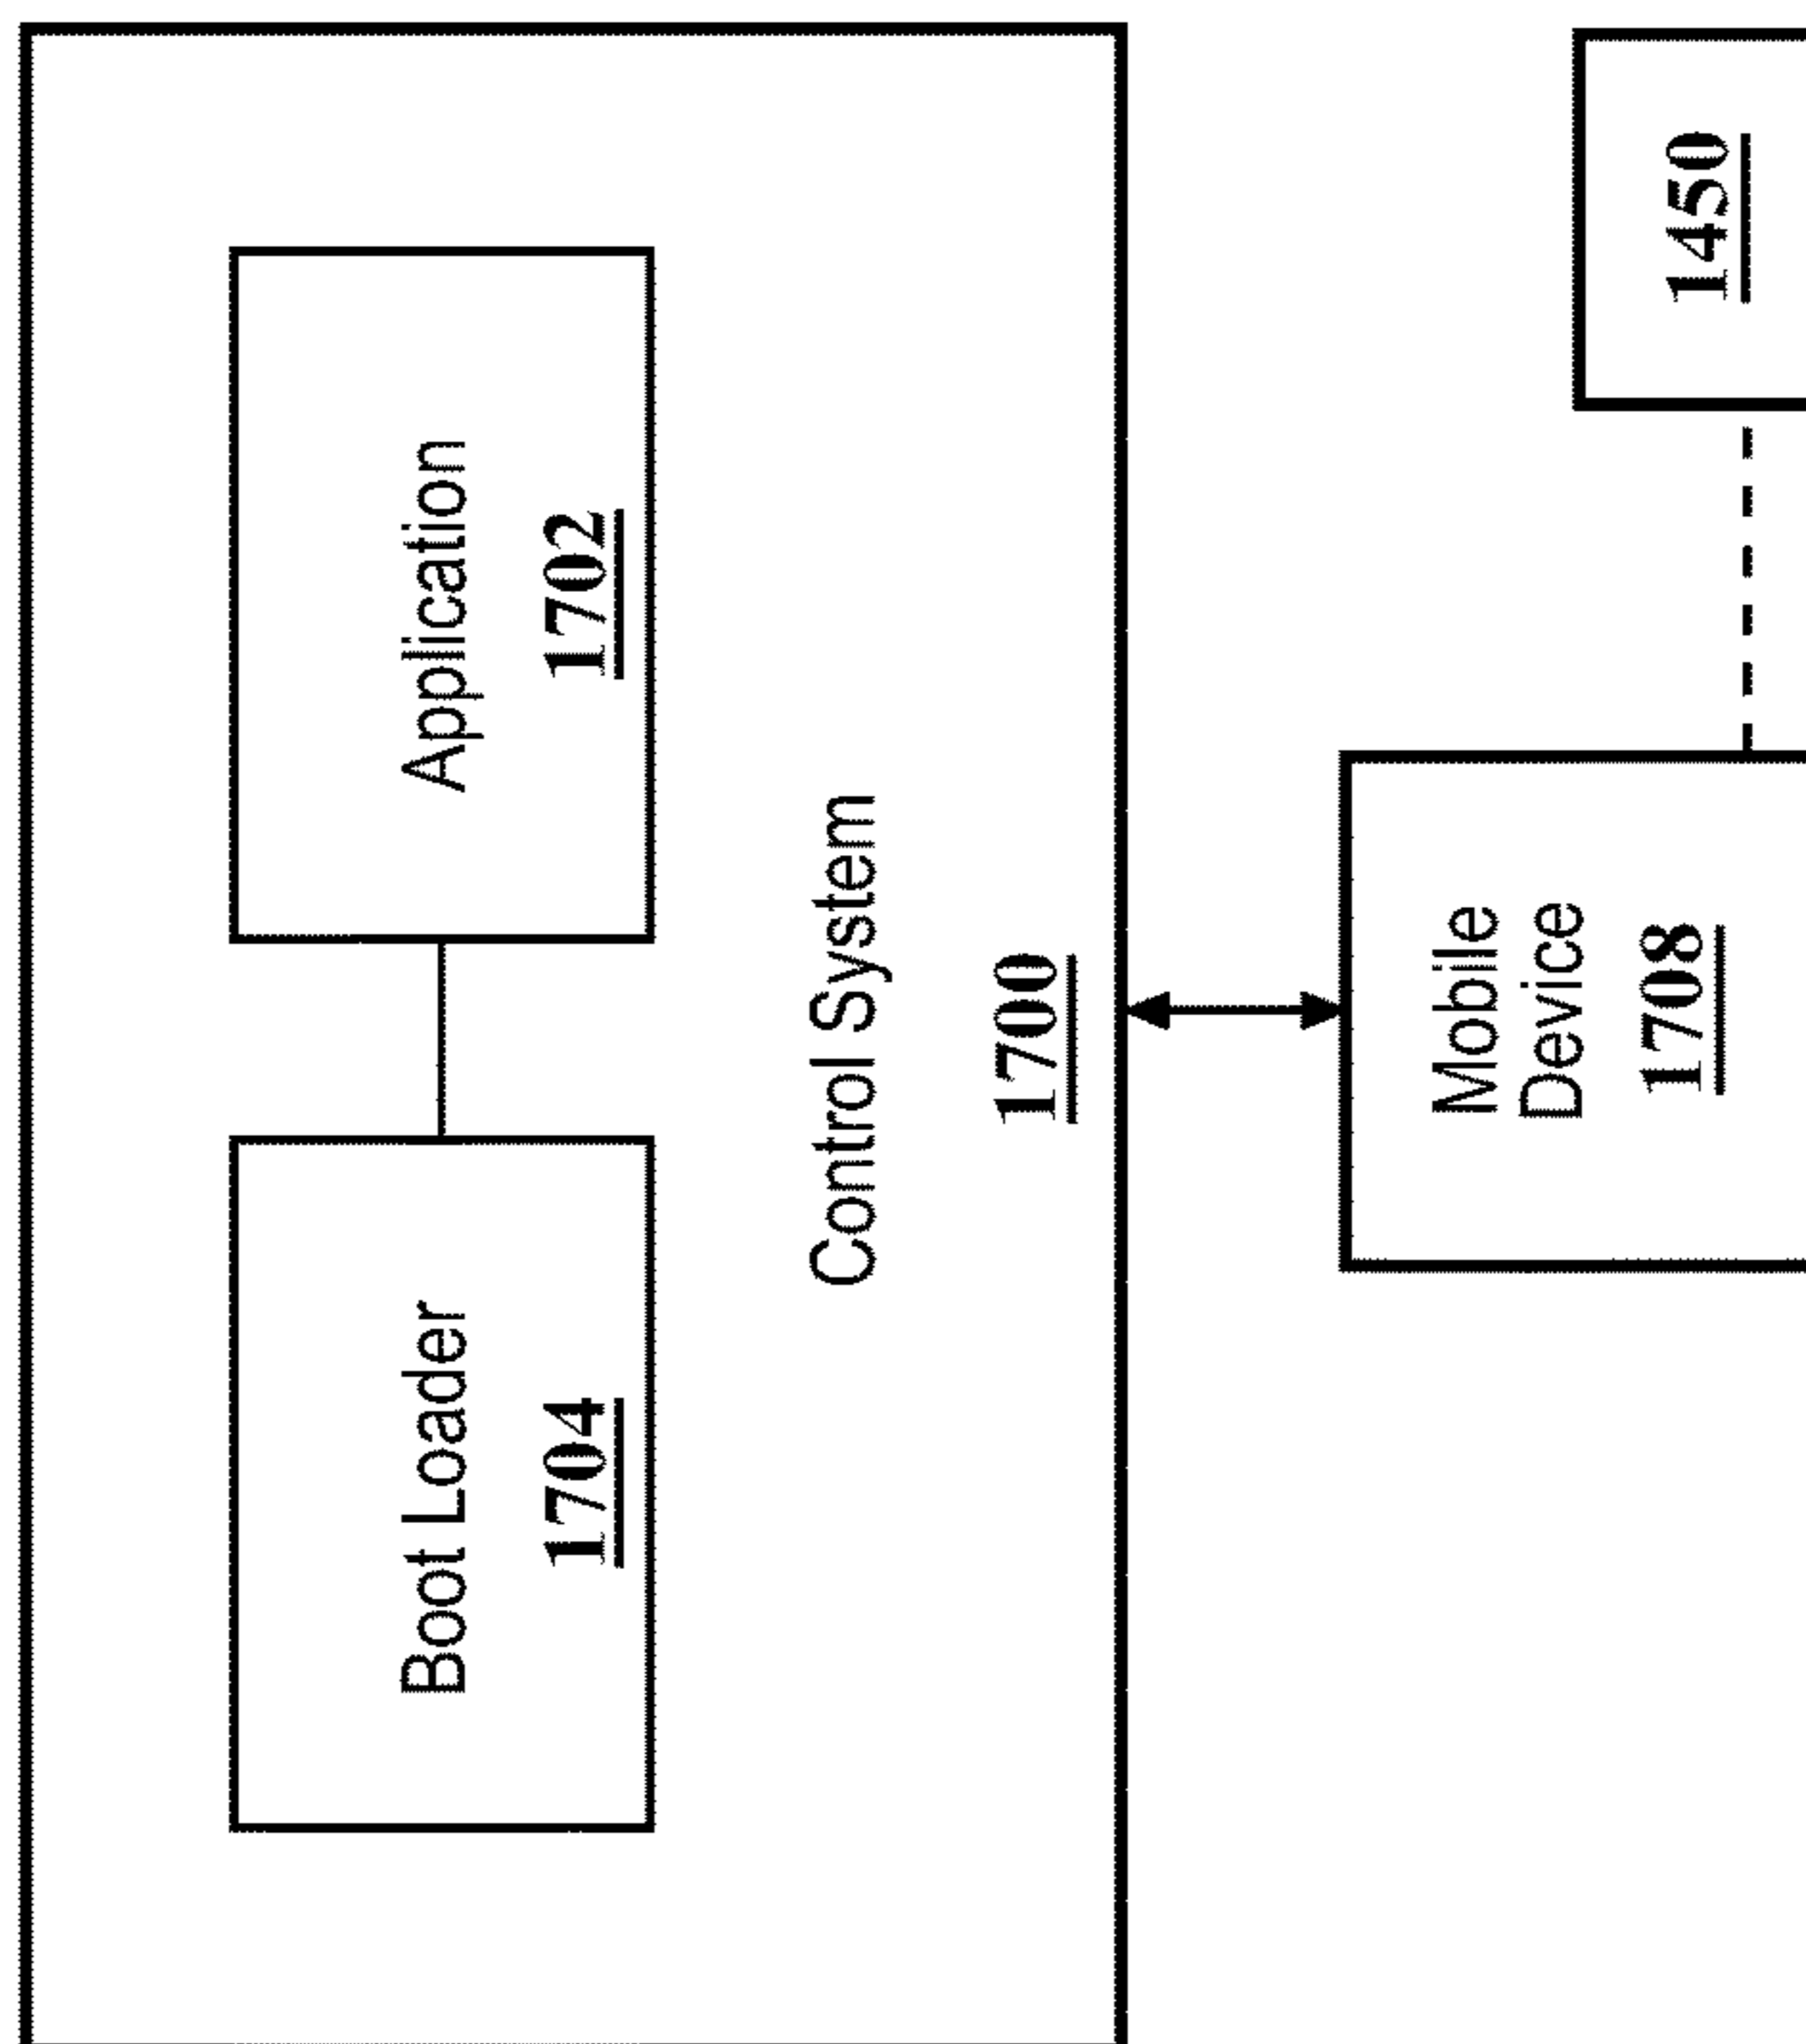 Boot Loader
1704
Application
1702
Control System
1700
Mobile
Device
1708
1450